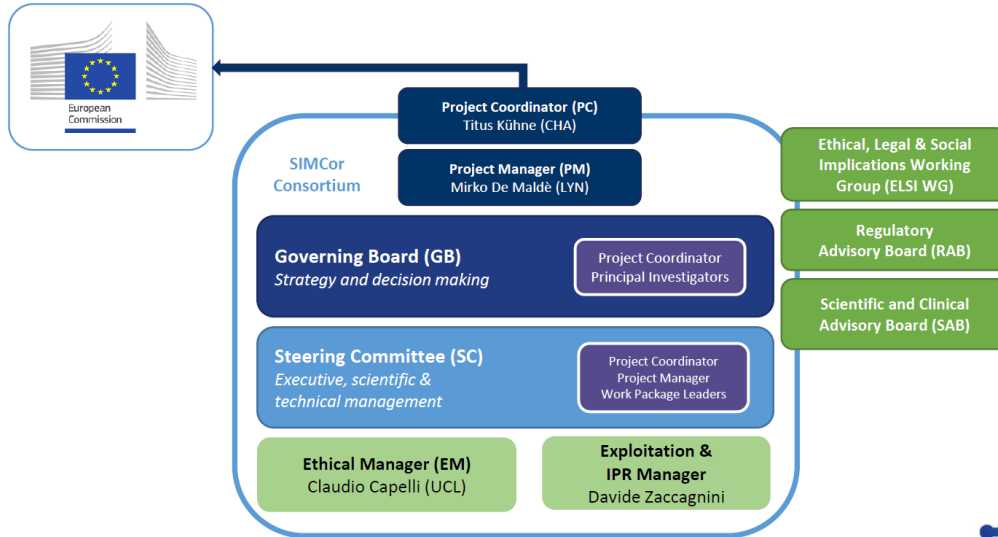 European
Commission
Project Coordinator (PC)
Titus Kühne (CHA)
SIMCor
Consortium
Project Manager (PM)
Mirko De Maldè (LYN)
Ethical, Legal & Social
Implications Working
Group (ELSI WG)
Regulatory
Advisory Board (RAB)
Scientific and Clinical
Advisory Board (SAB)
Governing Board (GB)
Strategy and decision making
Project Coordinator
Principal Investigators
Steering Committee (SC)
Executive, scientific &
technical management
Project Coordinator
Project Manager
Work Package Leaders
Ethical Manager (EM)
Claudio Capelli (UCL)
Exploitation &
IPR Manager
Davide Zaccagnini